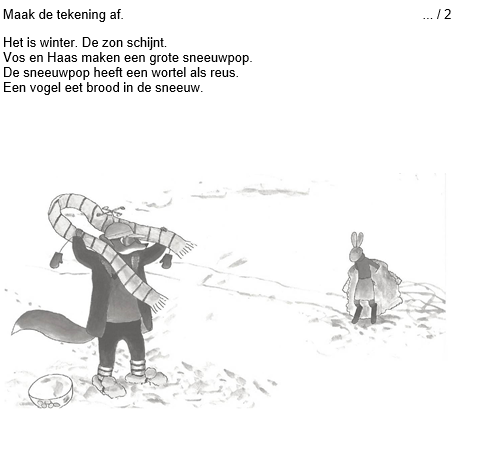 Maak de tekening af. ... / 2
Het is winter. De zon schijnt.
Vos en Haas maken een grote sneeuwpop.
De sneeuwpop heeft een wortel als reus.
Een vogel eet brood in de sneeuw.